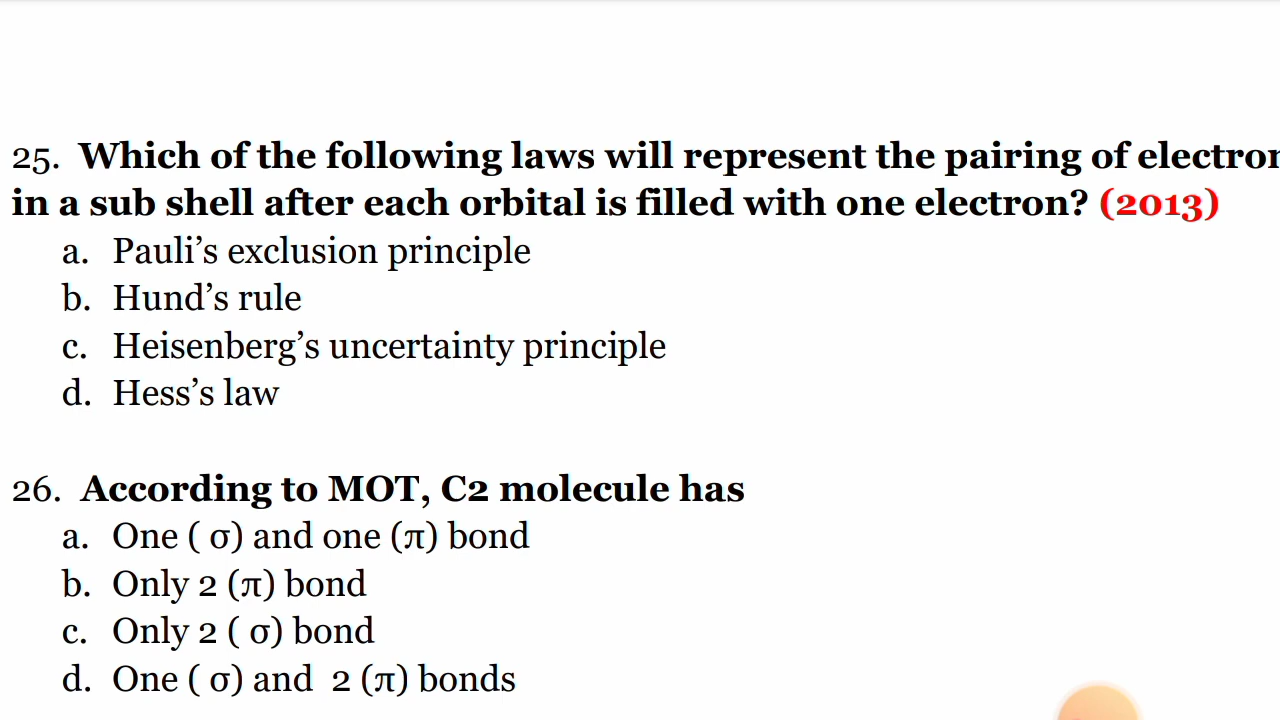 25. Which of the following laws will represent the pairing of electron
in a sub shell after each orbital is filled with one electron? (2013)
a. Pauli’s exclusion principle
b. Hund’s rule
c. Heisenberg’s uncertainty principle
d. Hess’s law
26. According to MOT, C2 molecule has
a. One ( σ) and one (π) bond
b. Only 2 (π) bond
c. Only 2 ( σ) bond
d. One ( σ) and 2 (π) bonds